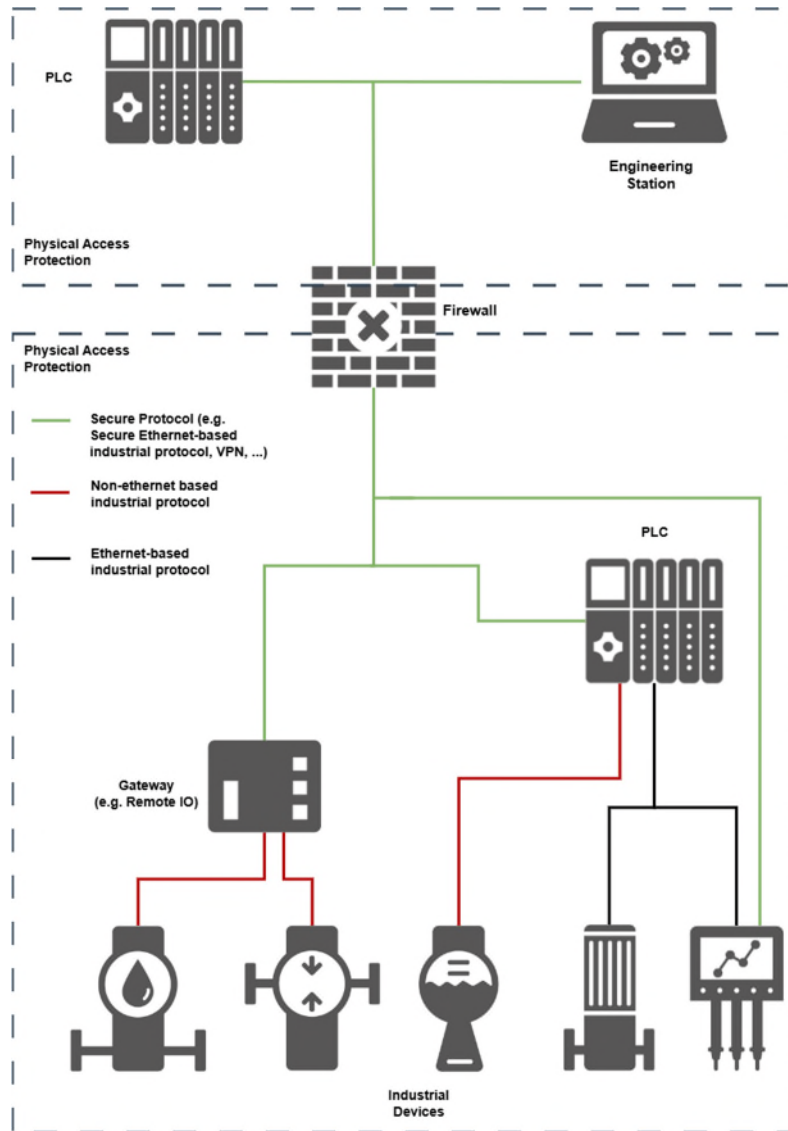 PLC
Engineering
Station
Physical Access
Protection
Firewall
Physical Access
Protection
Secure Protocol (e.g.
Secure Ethernet-based
industrial protocol, VPN, ...)
Non-ethernet based
industrial protocol
Ethernet-based
industrial protocol
PLC
Gateway
(e.g. Remote IO)
Industrial
Devices